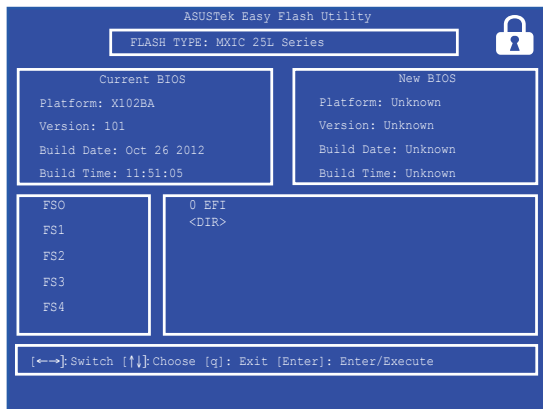 ASUSTek Easy Flash Utility
FLASH TYPE: MXIC 25L Series
Current BIOS
Platform: X102BA
Version: 101
Build Date: Oct 26 2012
Build Time: 11:51:05
New BIOS
Platform: Unknown
Version: Unknown
Build Date: Unknown
Build Time: Unknown
FSO
FS1
FS2
FS3
FS4
0 EFI
<DIR>
[←→]: Switch [↑↓]: Choose [q]: Exit [Enter]: Enter/Execute